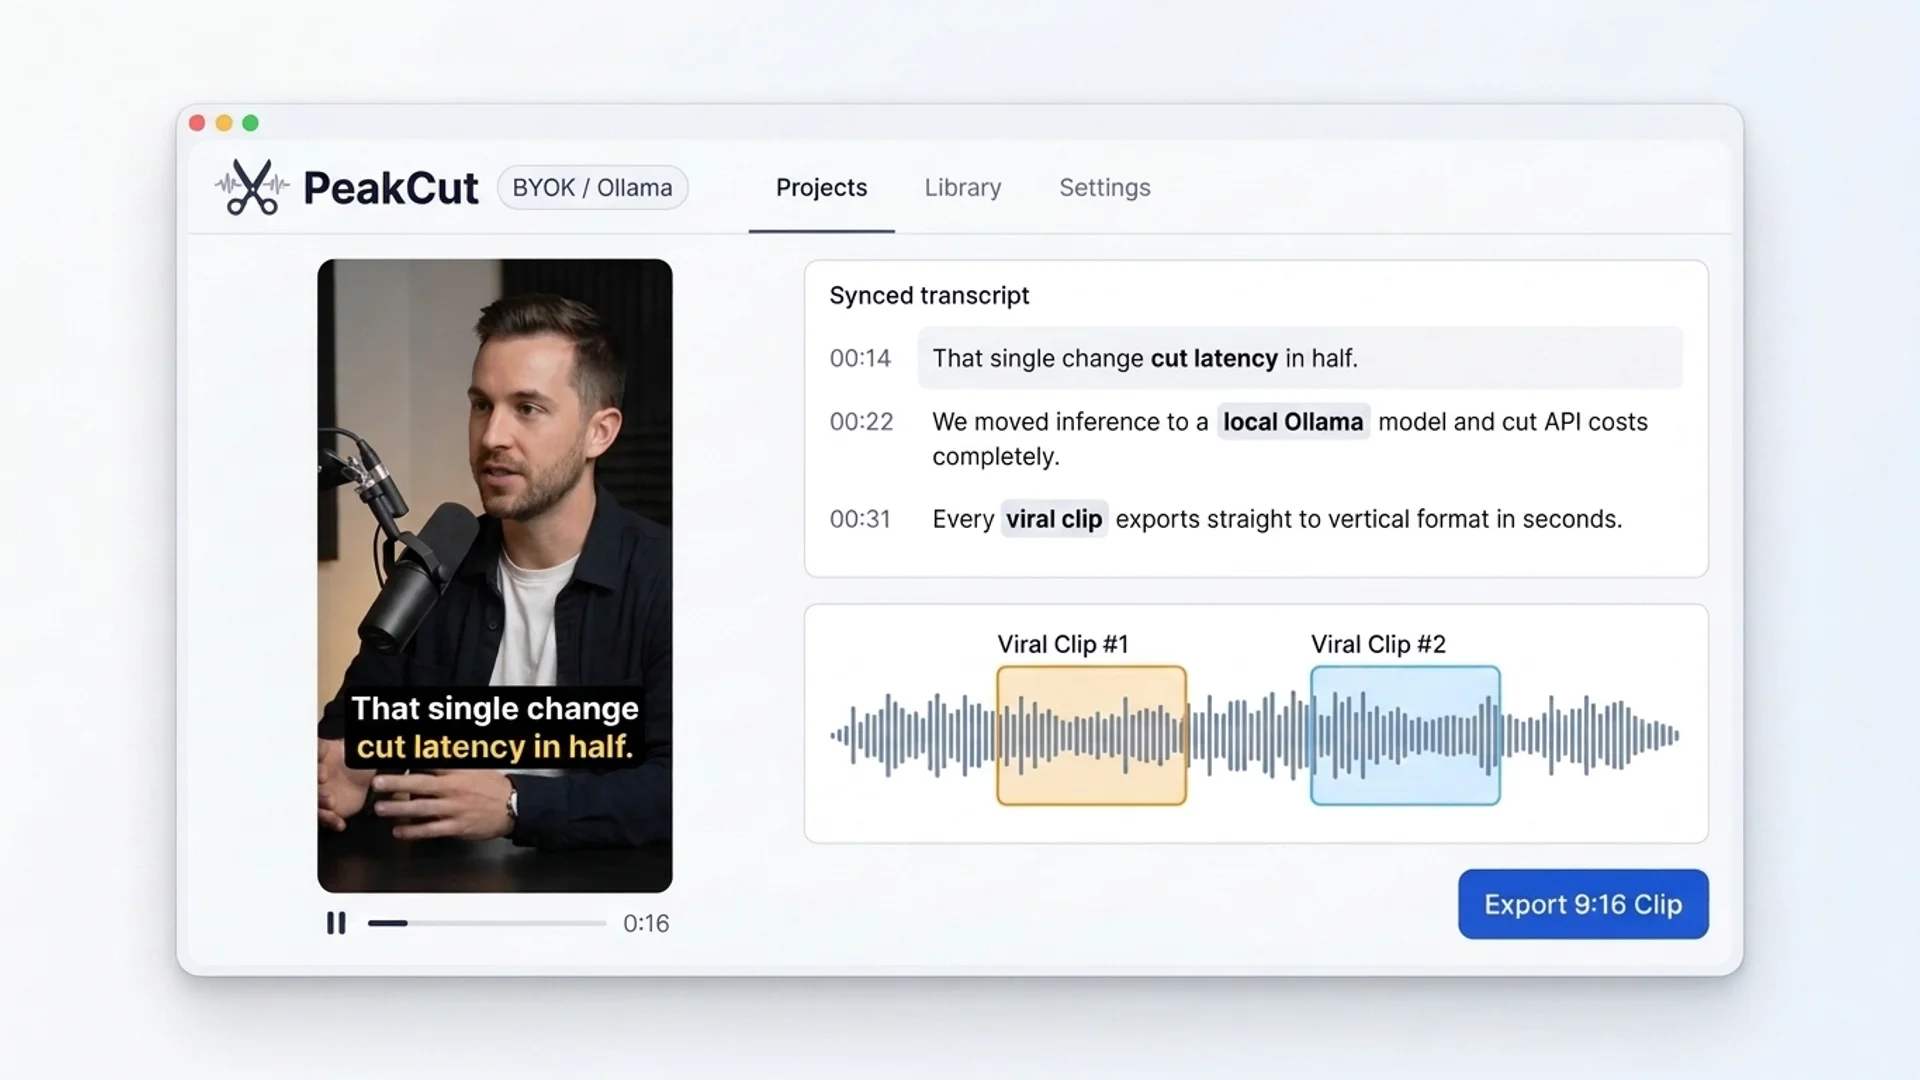 PeakCut
BYOK / Ollama
Projects
Library
Settings
That single change
cut latency in half.
0:16
Synced transcript
00:14 That single change cut latency in half.
00:22 We moved inference to a local Ollama model and cut API costs
completely.
00:31 Every viral clip exports straight to vertical format in seconds.
Viral Clip #1
Viral Clip #2
Export 9:16 Clip